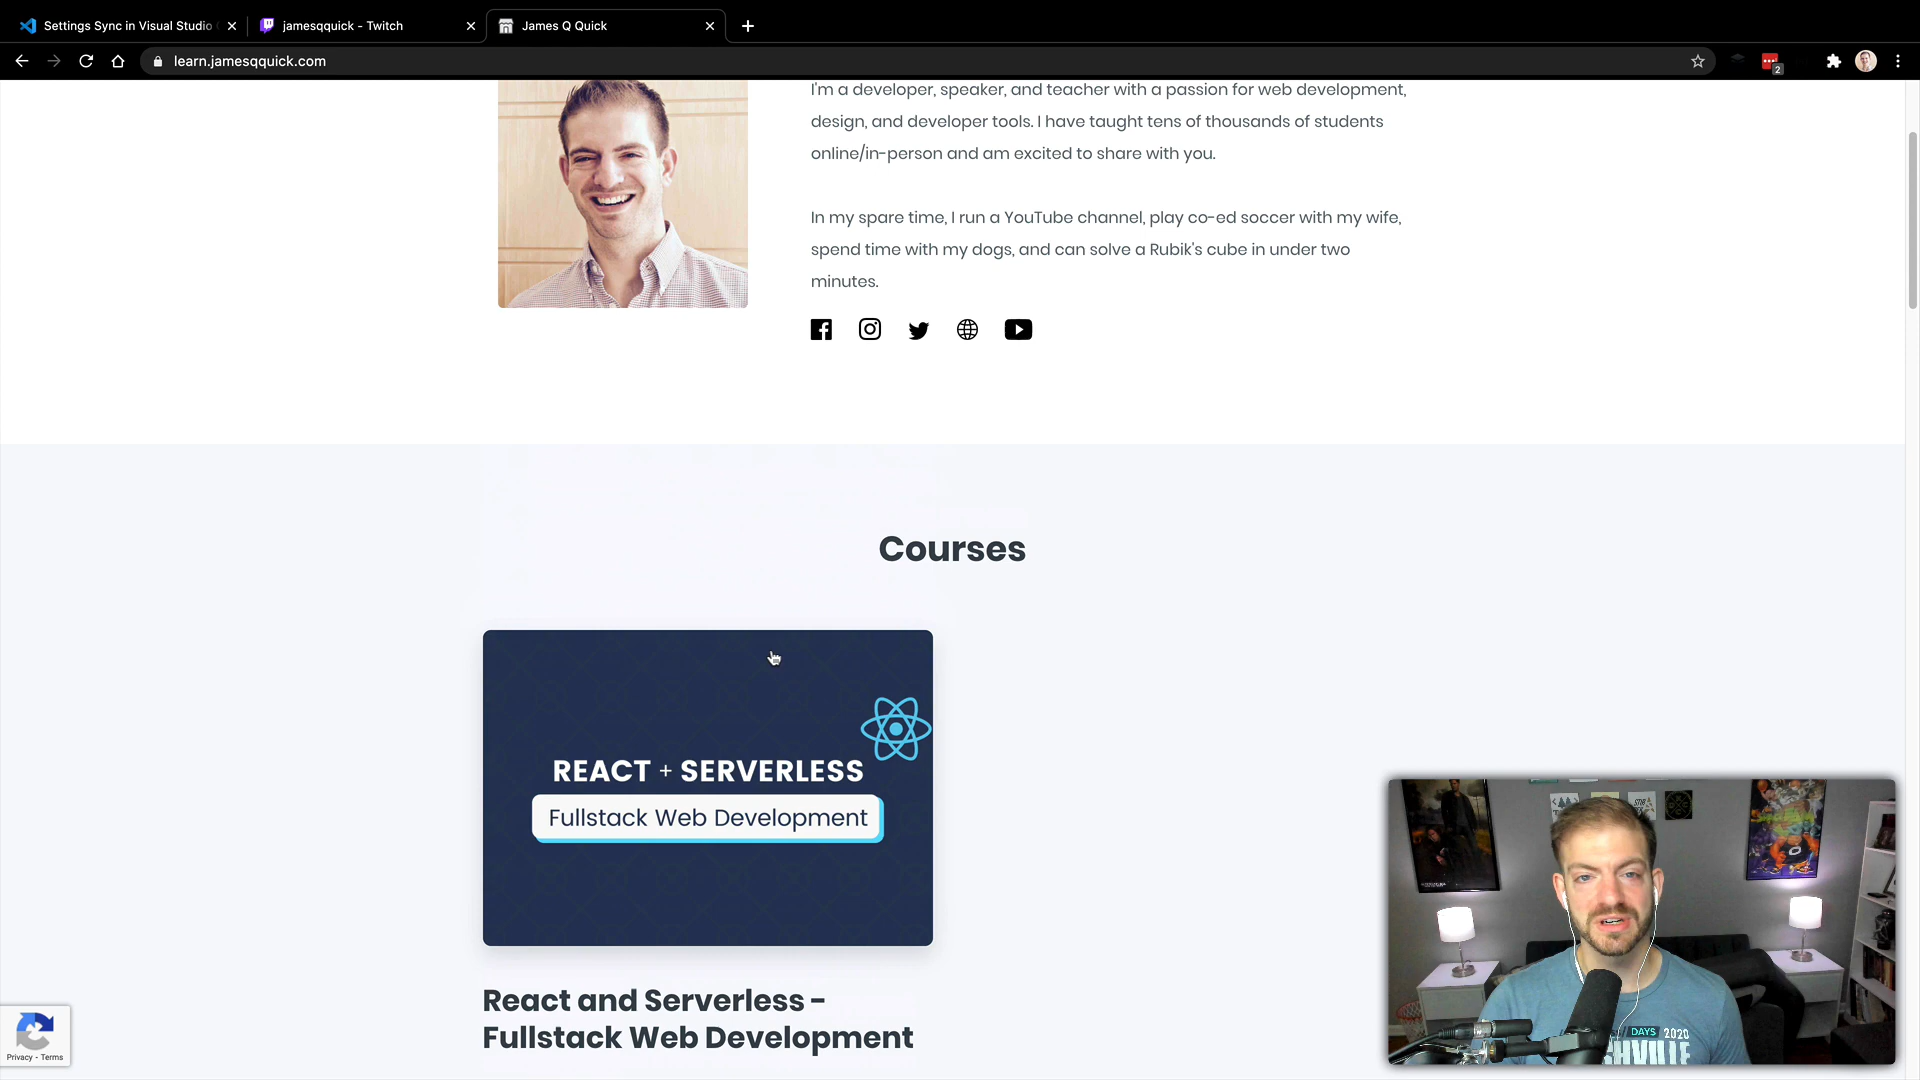 Settings Sync in Visual Studio
jamesqquick - Twitch
James Q Quick
learn.jamesqquick.com
2
I'm a developer, speaker, and teacher with a passion for web development,
design, and developer tools. I have taught tens of thousands of students
online/in-person and am excited to share with you.
In my spare time, I run a YouTube channel, play co-ed soccer with my wife,
spend time with my dogs, and can solve a Rubik's cube in under two
minutes.
Courses
REACT + SERVERLESS
Fullstack Web Development
React and Serverless -
Fullstack Web Development
Privacy - Terms
DAYS 2020